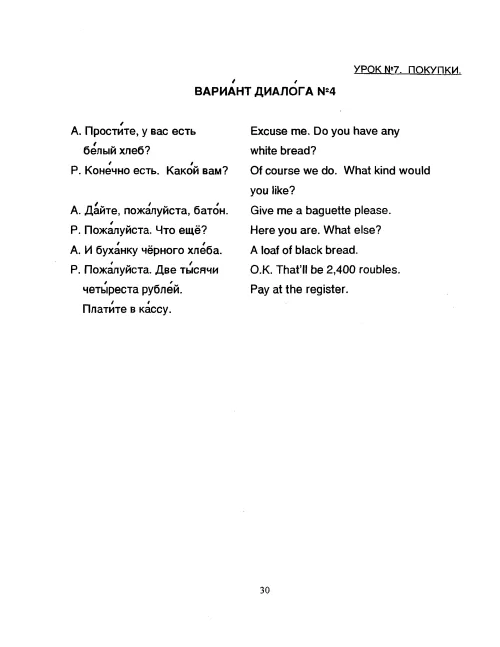 УРОК №7. ПОКУПКИ.
ВАРИА́НТ ДИАЛО́ГА №4
А. Прости́те, у вас есть Excuse me. Do you have any
бе́лый хлеб? white bread?
Р. Коне́чно есть. Како́й вам? Of course we do. What kind would
you like?
А. Да́йте, пожа́луйста, бато́н. Give me a baguette please.
Р. Пожа́луйста. Что ещё? Here you are. What else?
А. И буха́нку чёрного хле́ба. A loaf of black bread.
Р. Пожа́луйста. Две ты́сячи O.K. That'll be 2,400 roubles.
четы́реста рубле́й. Pay at the register.
Плати́те в ка́ссу.
30